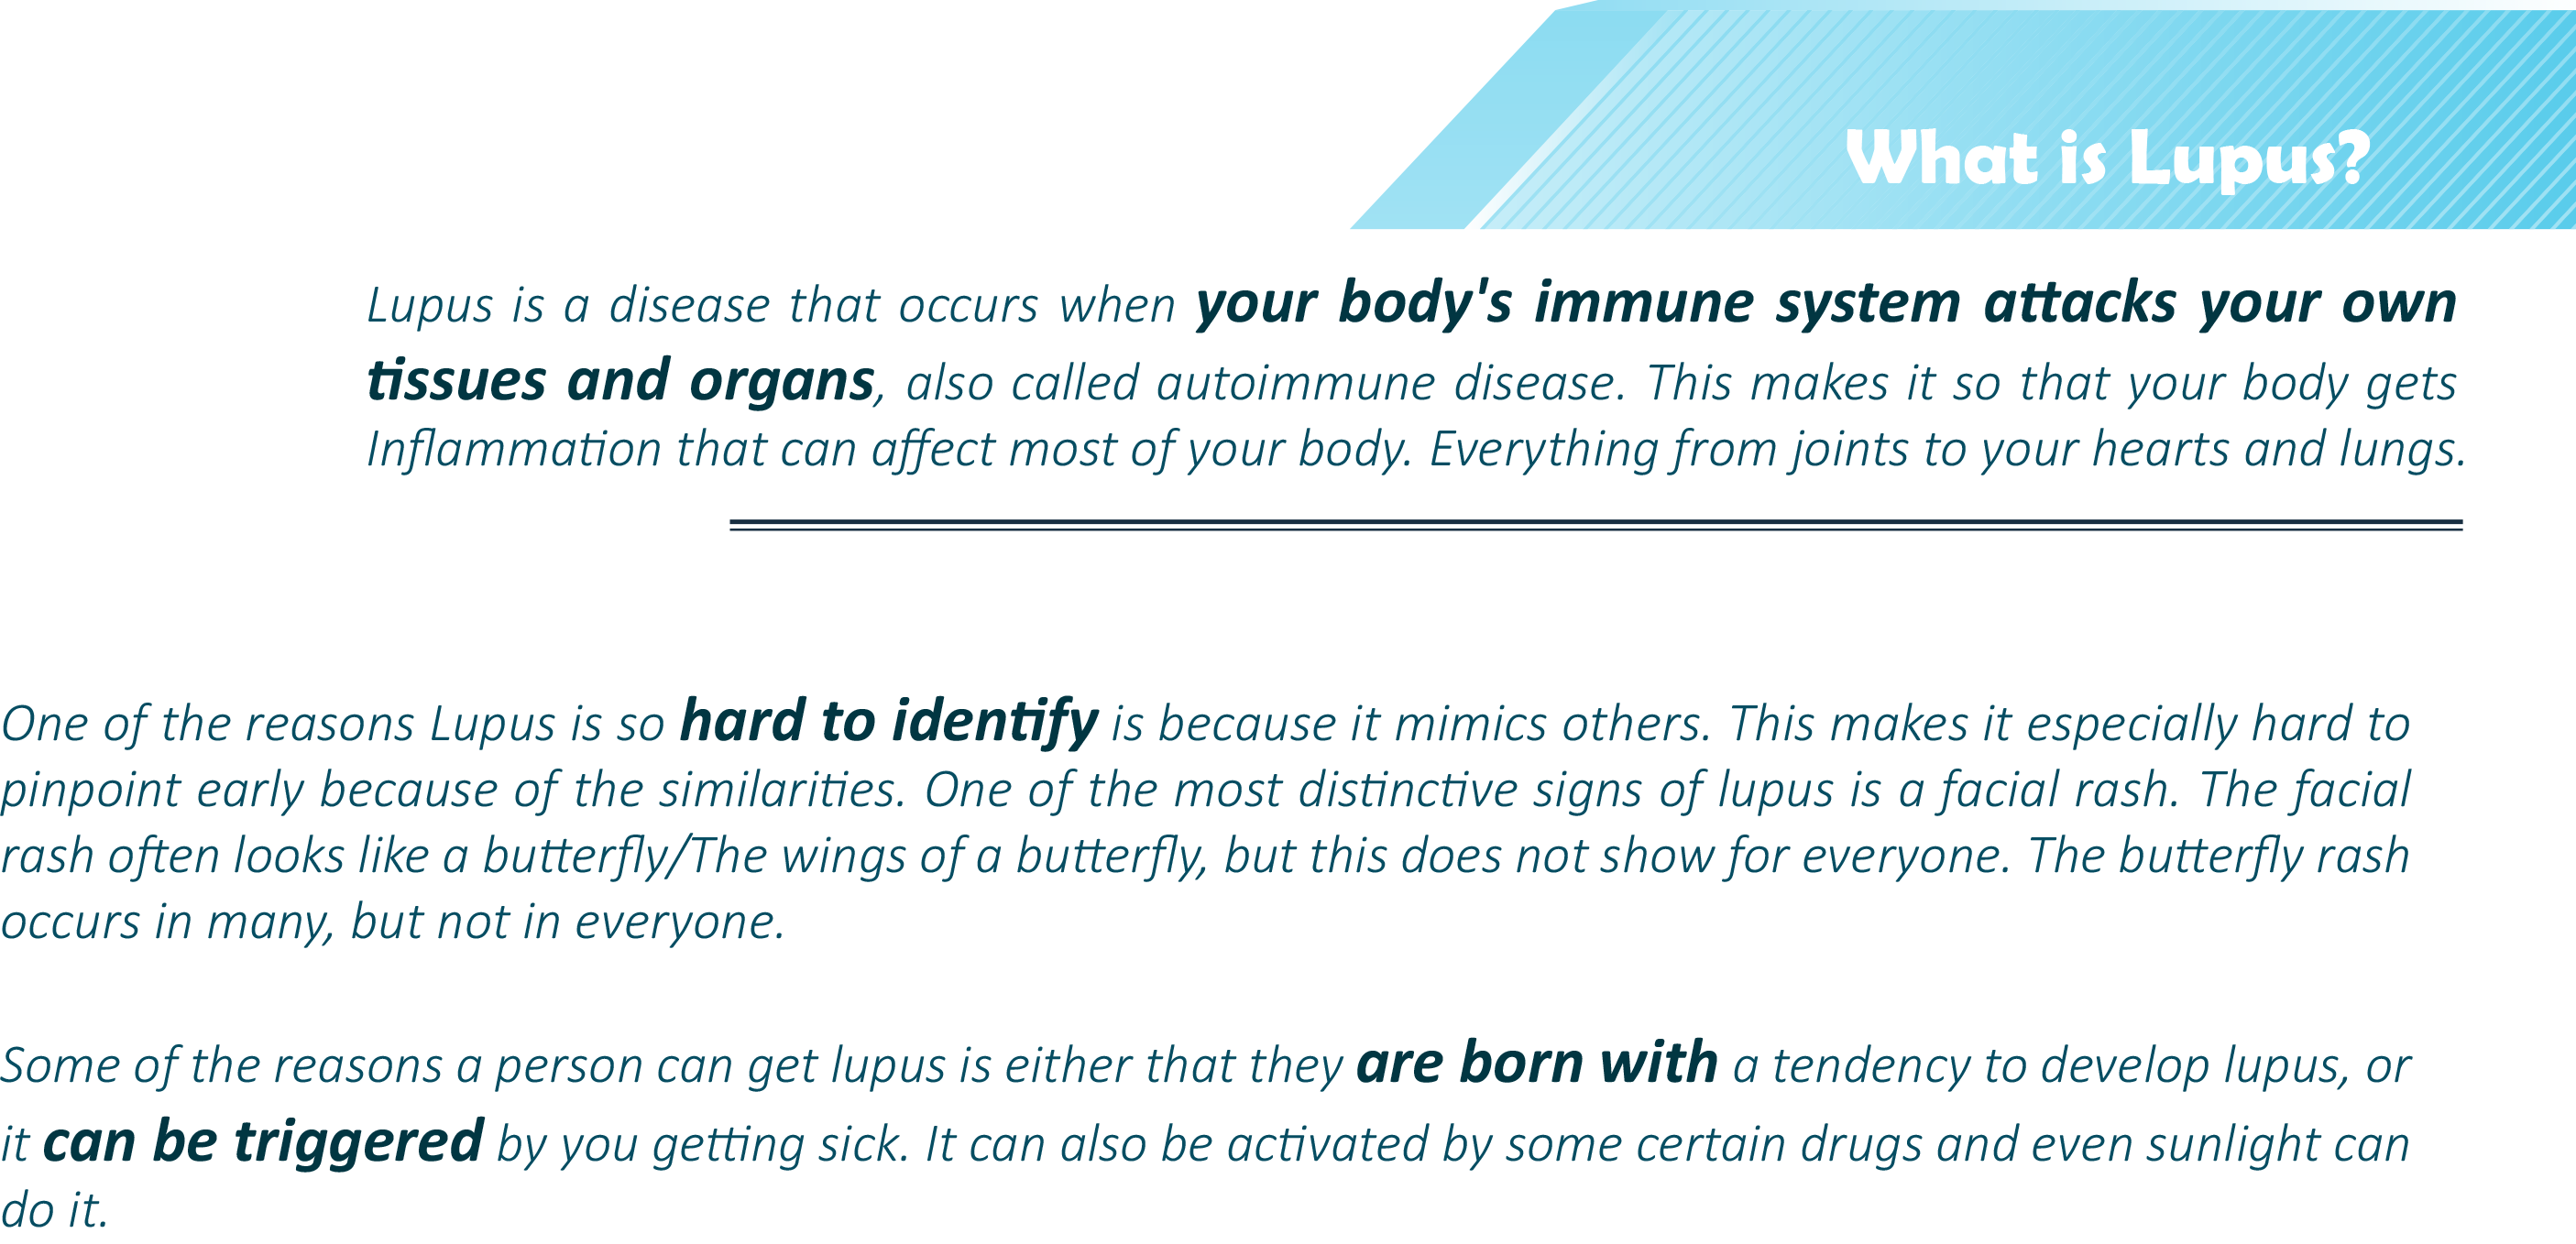 What is Lupus?
Lupus is a disease that occurs when your body's immune system attacks your own
tissues and organs, also called autoimmune disease. This makes it so that your body gets
Inflammation that can affect most of your body. Everything from joints to your hearts and lungs.
One of the reasons Lupus is so hard to identify is because it mimics others. This makes it especially hard to
pinpoint early because of the similarities. One of the most distinctive signs of lupus is a facial rash. The facial
rash often looks like a butterfly/The wings of a butterfly, but this does not show for everyone. The butterfly rash
occurs in many, but not in everyone.
Some of the reasons a person can get lupus is either that they are born with a tendency to develop lupus, or
it can be triggered by you getting sick. It can also be activated by some certain drugs and even sunlight can
do it.